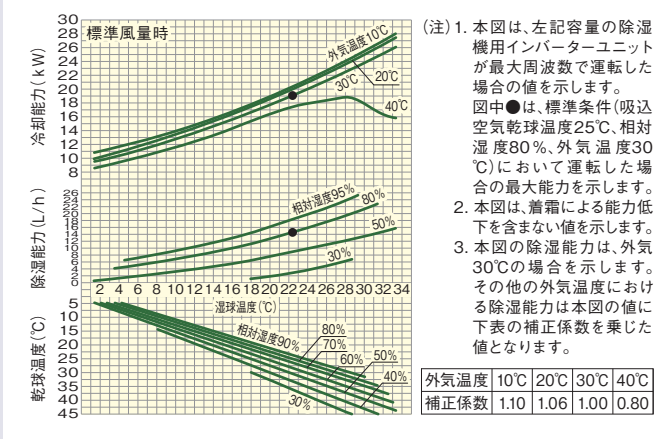 標準風量時
冷却能力(kW)
30
28
26
24
22
20
18
16
14
12
10
8
外気温度10℃
20℃
30℃
40℃
除湿能力(L/h)
26
24
22
20
18
16
14
12
10
8
6
4
2
0
相対湿度95%
80%
50%
30%
2 4 6 8 10 12 14 16 18 20 22 24 26 28 30 32 34
湿球温度(℃)
乾球温度(℃)
5
10
15
20
25
30
35
40
45
相対湿度90%
80%
70%
60%
50%
40%
30%
(注)1. 本図は、左記容量の除湿
機用インバーターユニット
が最大周波数で運転した
場合の値を示します。
図中●は、標準条件(吸込
空気乾球温度25℃、相対
湿度80%、外気温度30
℃)において運転した場
合の最大能力を示します。
2. 本図は、着霜による能力低
下を含まない値を示します。
3. 本図の除湿能力は、外気
30℃の場合を示します。
その他の外気温度におけ
る除湿能力は本図の値に
下表の補正係数を乗じた
値となります。
外気温度 10℃ 20℃ 30℃ 40℃
補正係数 1.10 1.06 1.00 0.80